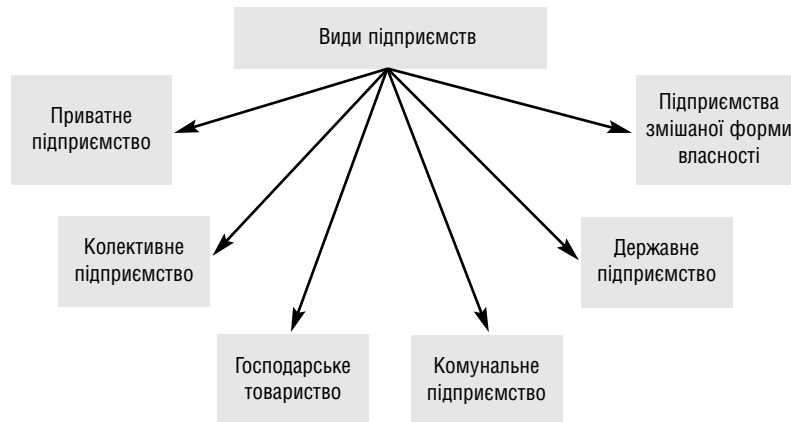 Види підприємств
Приватне
підприємство
Підприємства
змішаної форми
власності
Колективне
підприємство
Державне
підприємство
Господарське
товариство
Комунальне
підприємство